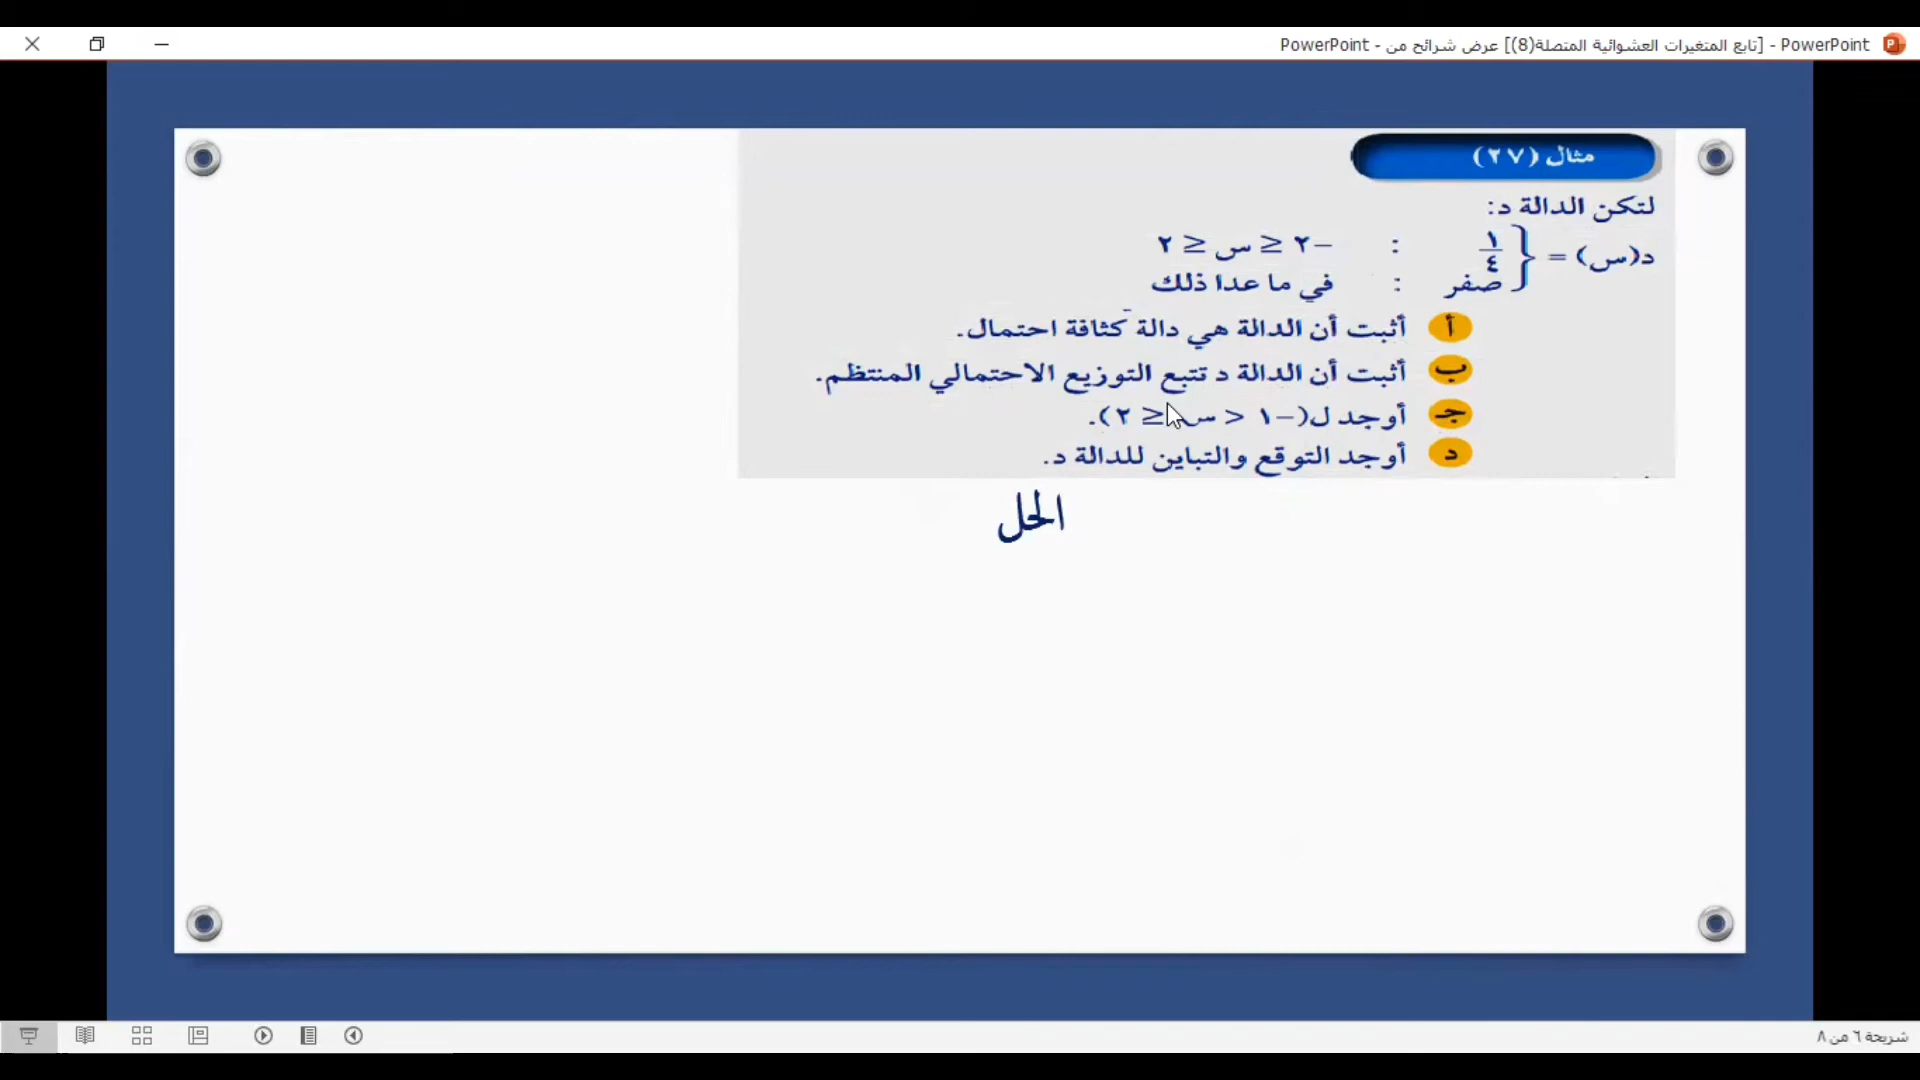 PowerPoint - [تابع المتغيرات العشوائية المتصلة(8)] عرض شرائح من - PowerPoint
مثال (٢٧)
لتكن الدالة د:
د(س) = { ١/٤ : −٢ ≤ س ≤ ٢
صفر : في ما عدا ذلك
أ أثبت أن الدالة هي دالة كثافة احتمال.
ب أثبت أن الدالة د تتبع التوزيع الاحتمالي المنتظم.
جـ أوجد ل(−١ < س ≤ ٢).
د أوجد التوقع والتباين للدالة د.
الحل
شريحة ٦ من ٨